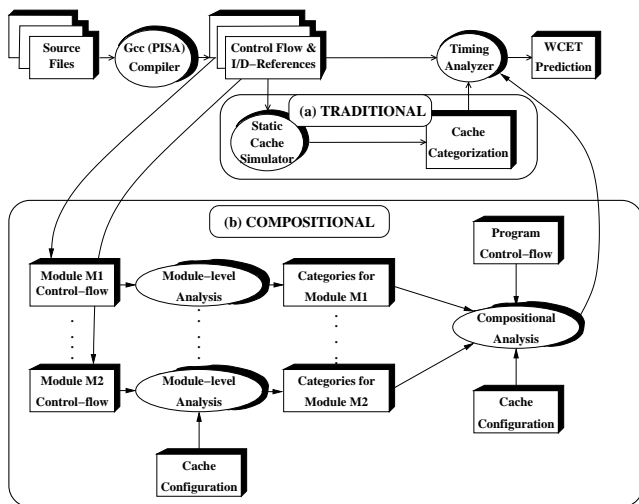 Source
Files
Gcc (PISA)
Compiler
Control Flow &
I/D−References
Timing
Analyzer
WCET
Prediction
(a) TRADITIONAL
Static
Cache
Simulator
Cache
Categorization
(b) COMPOSITIONAL
Program
Control−flow
Module M1
Control−flow
Module−level
Analysis
Categories for
Module M1
Compositional
Analysis
Module M2
Control−flow
Module−level
Analysis
Categories for
Module M2
Cache
Configuration
Cache
Configuration